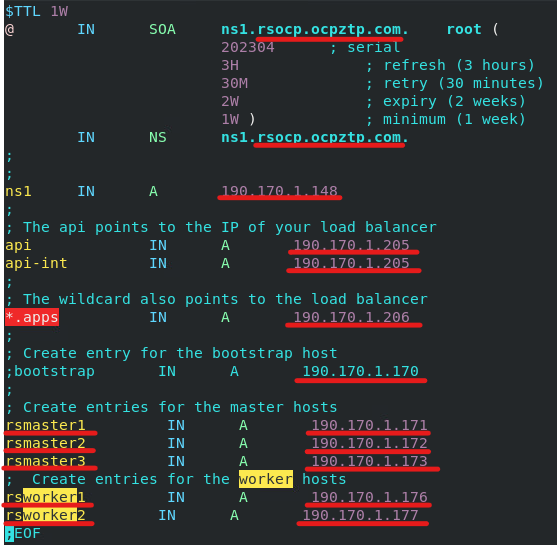 $TTL 1W
@ IN SOA ns1.rsocp.ocpztp.com. root (
202304 ; serial
3H ; refresh (3 hours)
30M ; retry (30 minutes)
2W ; expiry (2 weeks)
1W ) ; minimum (1 week)
IN NS ns1.rsocp.ocpztp.com.
;
;
ns1 IN A 190.170.1.148
;
; The api points to the IP of your load balancer
api IN A 190.170.1.205
api-int IN A 190.170.1.205
;
; The wildcard also points to the load balancer
*.apps IN A 190.170.1.206
;
; Create entry for the bootstrap host
;bootstrap IN A 190.170.1.170
;
; Create entries for the master hosts
rsmaster1 IN A 190.170.1.171
rsmaster2 IN A 190.170.1.172
rsmaster3 IN A 190.170.1.173
; Create entries for the worker hosts
rsworker1 IN A 190.170.1.176
rsworker2 IN A 190.170.1.177
;EOF